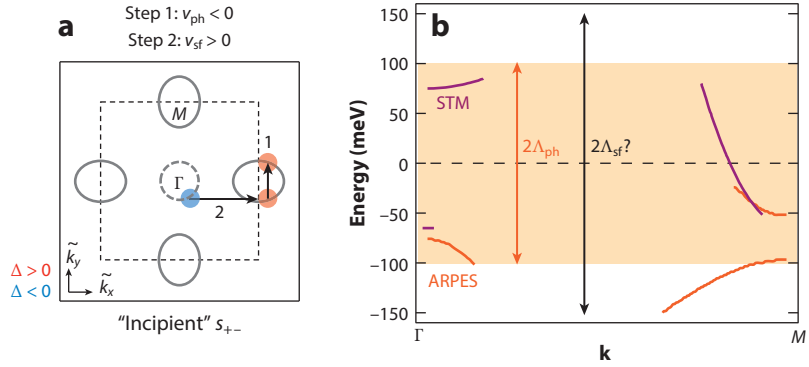 a
Step 1: v_ph < 0
Step 2: v_sf > 0
M
Γ
1
2
Δ > 0
Δ < 0
k̃_y
k̃_x
"Incipient" s_+−
b
Energy (meV)
150
100
50
0
−50
−100
−150
STM
2Λ_ph
2Λ_sf?
ARPES
Γ
M
k